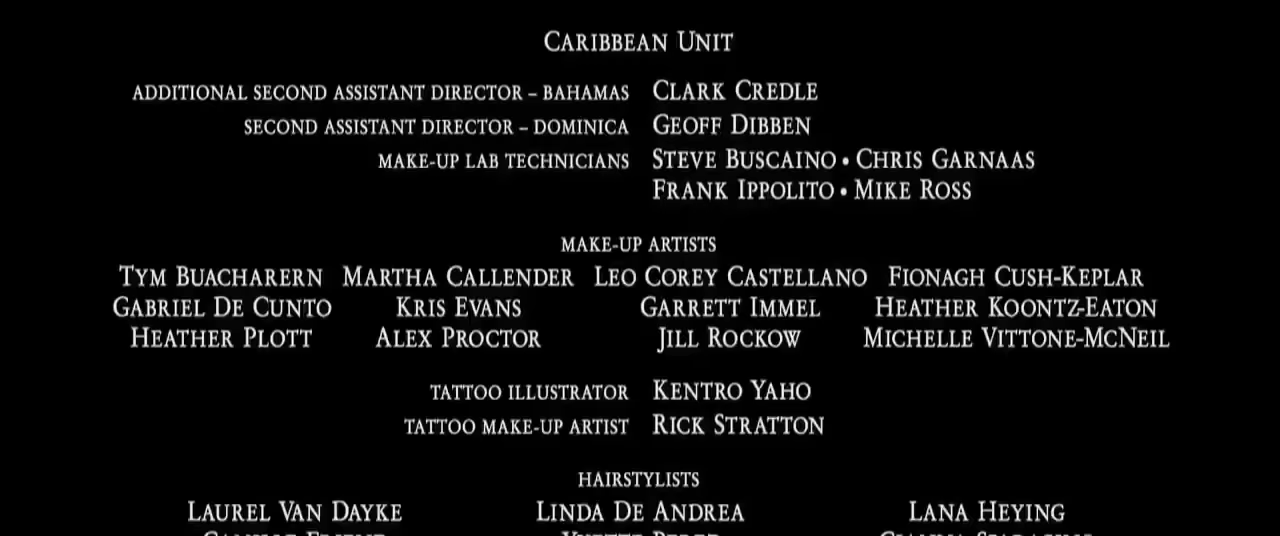 CARIBBEAN UNIT
ADDITIONAL SECOND ASSISTANT DIRECTOR – BAHAMAS CLARK CREDLE
SECOND ASSISTANT DIRECTOR – DOMINICA GEOFF DIBBEN
MAKE-UP LAB TECHNICIANS STEVE BUSCAINO • CHRIS GARNAAS
FRANK IPPOLITO • MIKE ROSS
MAKE-UP ARTISTS
TYM BUACHARERN MARTHA CALLENDER LEO COREY CASTELLANO FIONAGH CUSH-KEPLAR
GABRIEL DE CUNTO KRIS EVANS GARRETT IMMEL HEATHER KOONTZ-EATON
HEATHER PLOTT ALEX PROCTOR JILL ROCKOW MICHELLE VITTONE-MCNEIL
TATTOO ILLUSTRATOR KENTRO YAHO
TATTOO MAKE-UP ARTIST RICK STRATTON
HAIRSTYLISTS
LAUREL VAN DAYKE LINDA DE ANDREA LANA HEYING